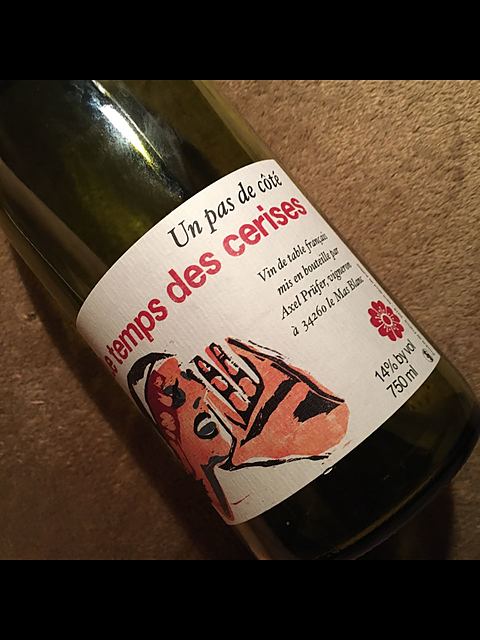 Un pas de côté
e temps des cerises
Vin de table français
mis en bouteille par
Axel Prüfer, vigneron
à 34260 le Mas Blanc
14% by vol
750 ml